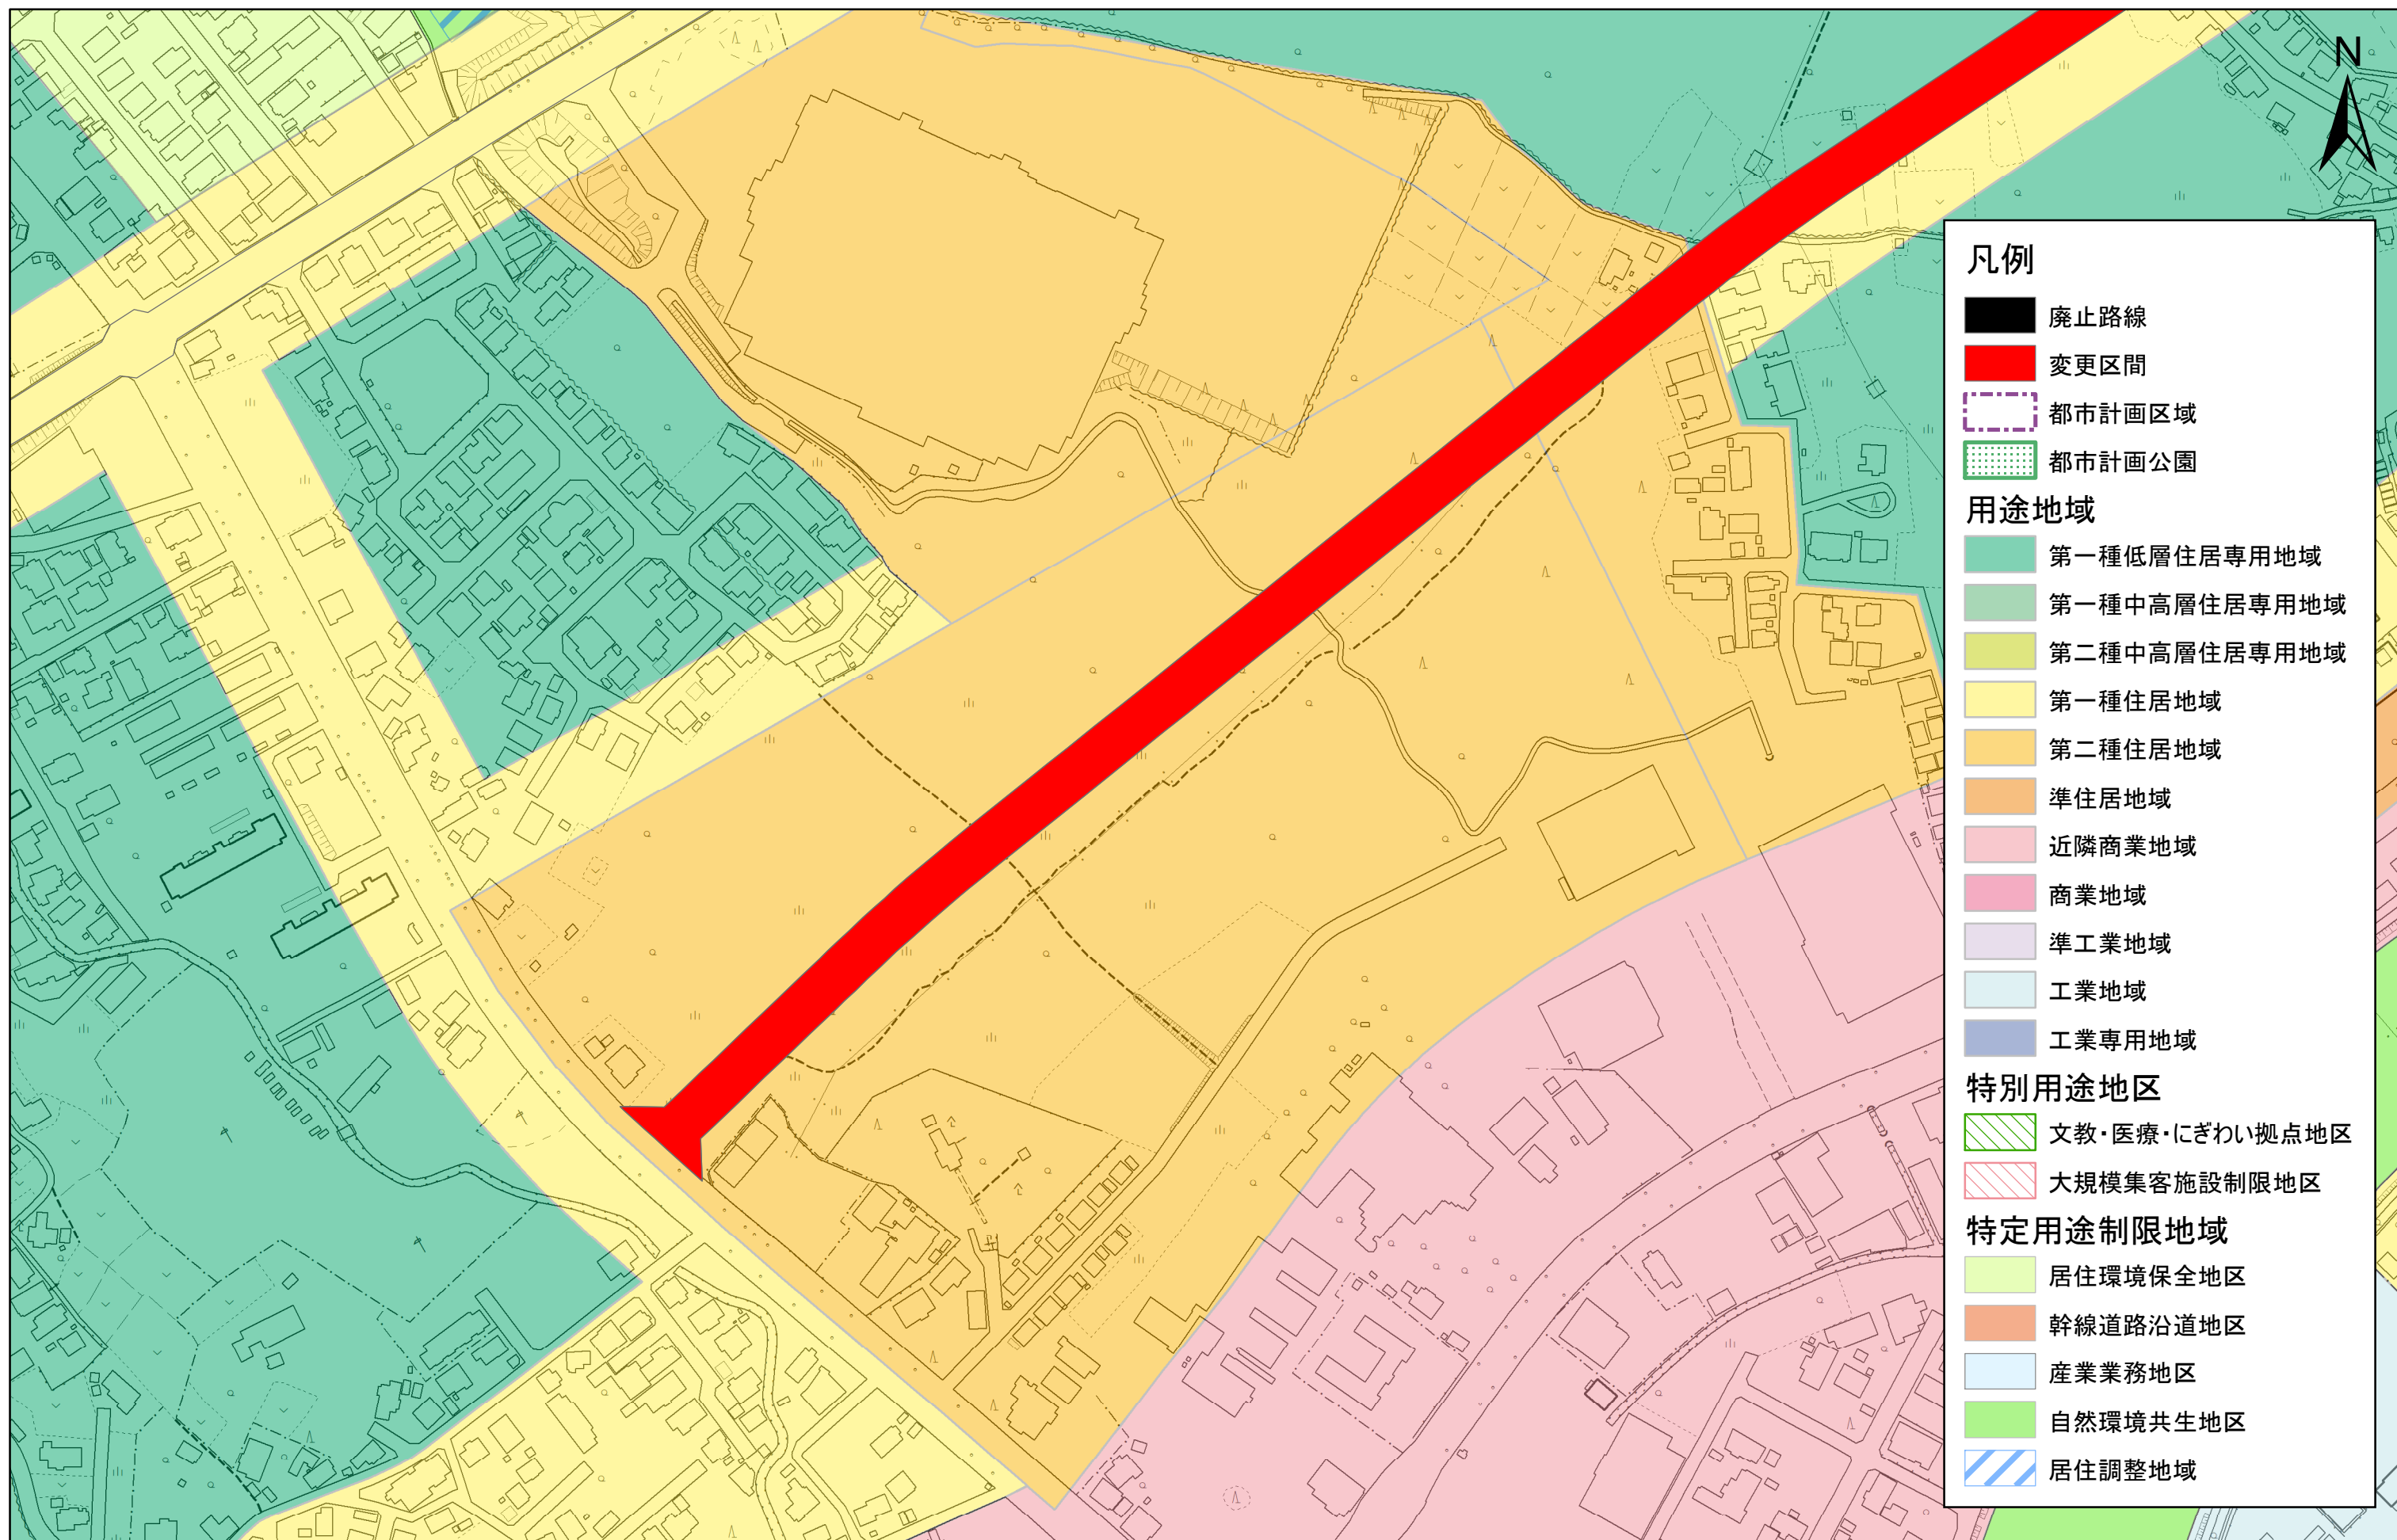 N
凡例
廃止路線
変更区間
都市計画区域
都市計画公園
用途地域
第一種低層住居専用地域
第一種中高層住居専用地域
第二種中高層住居専用地域
第一種住居地域
第二種住居地域
準住居地域
近隣商業地域
商業地域
準工業地域
工業地域
工業専用地域
特別用途地区
文教・医療・にぎわい拠点地区
大規模集客施設制限地区
特定用途制限地域
居住環境保全地区
幹線道路沿道地区
産業業務地区
自然環境共生地区
居住調整地域